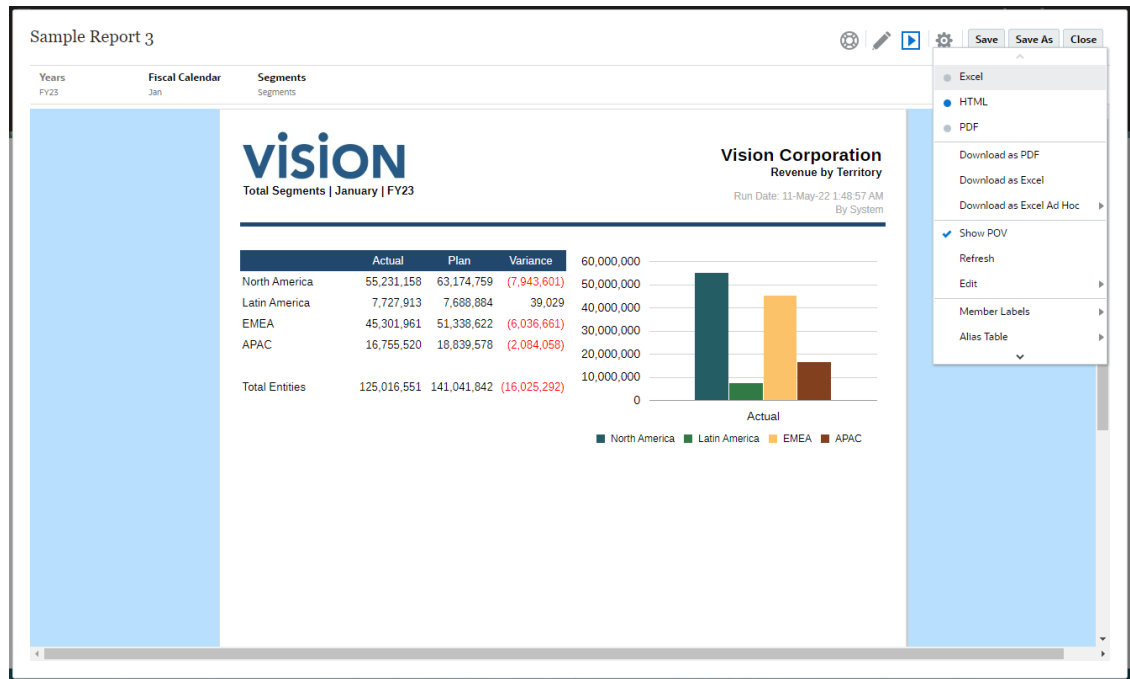 Sample Report 3
Save Save As Close
Years Fiscal Calendar Segments
FY23 Jan Segments
Excel
HTML
PDF
Download as PDF
Download as Excel
Download as Excel Ad Hoc
Show POV
Refresh
Edit
Member Labels
Alias Table
vision
Total Segments | January | FY23
Vision Corporation
Revenue by Territory
Run Date: 11-May-22 1:48:57 AM
By System
Actual Plan Variance
North America 55,231,158 63,174,759 (7,943,601)
Latin America 7,727,913 7,688,884 39,029
EMEA 45,301,961 51,338,622 (6,036,661)
APAC 16,755,520 18,839,578 (2,084,058)
Total Entities 125,016,551 141,041,842 (16,025,292)
60,000,000
50,000,000
40,000,000
30,000,000
20,000,000
10,000,000
0
Actual
North America Latin America EMEA APAC